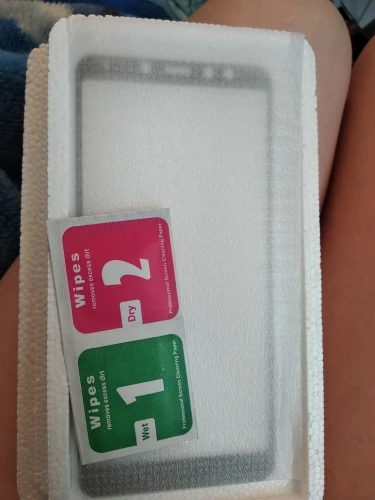 Wipes
removes excess dirt
2
Dry
Professional Screen Cleaning Paper
Wipes
removes excess dirt
1
Wet
Professional Screen Cleaning Paper